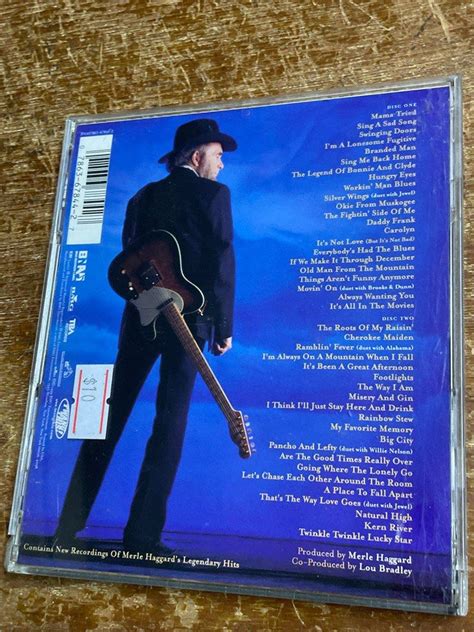 DISC ONE
Mama Tried
Sing A Sad Song
Swinging Doors
I'm A Lonesome Fugitive
Branded Man
Sing Me Back Home
The Legend Of Bonnie And Clyde
Hungry Eyes
Workin' Man Blues
Silver Wings (duet with Jewel)
Okie From Muskogee
The Fightin' Side Of Me
Daddy Frank
Carolyn
It's Not Love (But It's Not Bad)
Everybody's Had The Blues
If We Make It Through December
Old Man From The Mountain
Things Aren't Funny Anymore
Movin' On (duet with Brooks & Dunn)
Always Wanting You
It's All In The Movies
DISC TWO
The Roots Of My Raisin'
Cherokee Maiden
Ramblin' Fever (duet with Alabama)
I'm Always On A Mountain When I Fall
It's Been A Great Afternoon
Footlights
The Way I Am
Misery And Gin
I Think I'll Just Stay Here And Drink
Rainbow Stew
My Favorite Memory
Big City
Pancho And Lefty (duet with Willie Nelson)
Are The Good Times Really Over
Going Where The Lonely Go
Let's Chase Each Other Around The Room
A Place To Fall Apart
That's The Way Love Goes (duet with Jewel)
Natural High
Kern River
Twinkle Twinkle Lucky Star
Produced by Merle Haggard
Co-Produced by Lou Bradley
Contains New Recordings Of Merle Haggard's Legendary Hits
BMG
$10